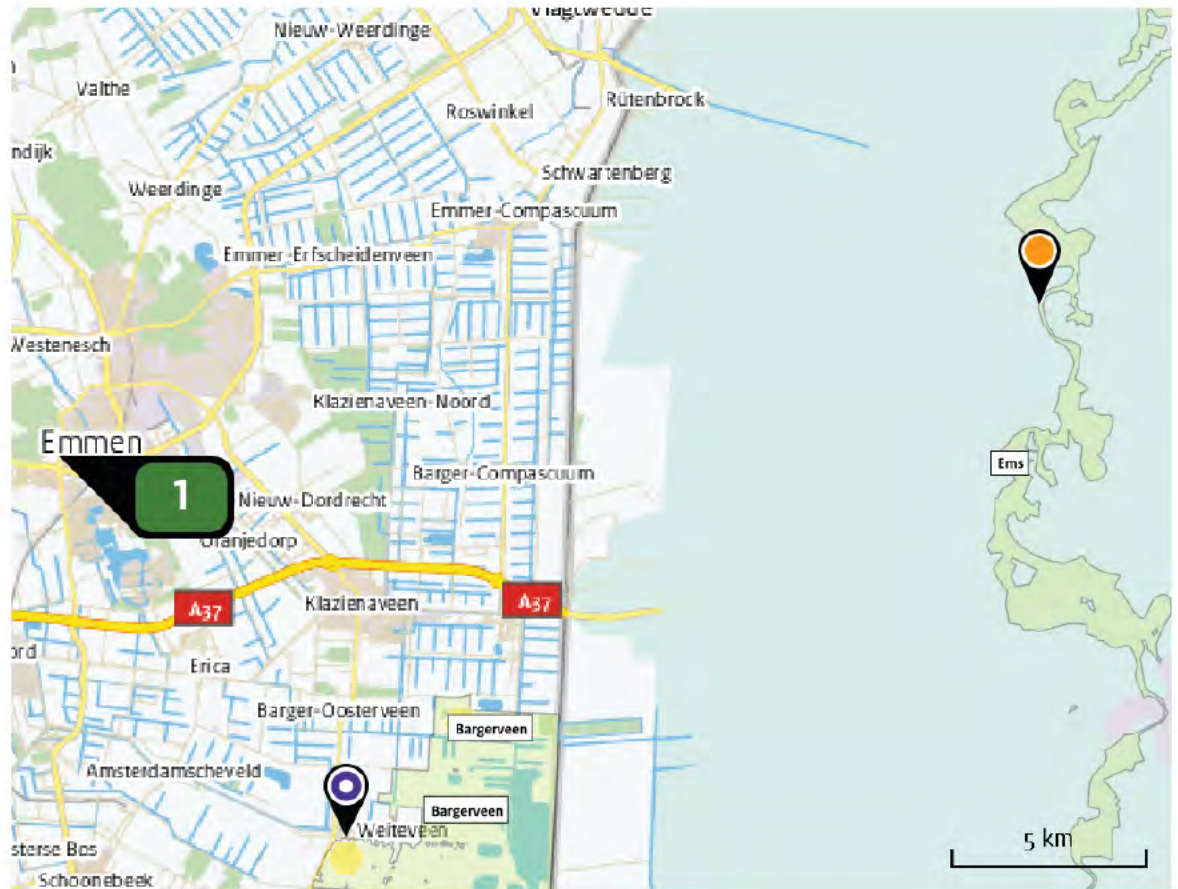 Vlagtwedde
Nieuw-Weerdinge
Valthe
Roswinkel
Rütenbrock
ndijk
Schwartenberg
Weerdinge
Emmer-Compascuum
Emmer-Erfscheidenveen
Westenesch
Klazienaveen-Noord
Emmen
Ems
Barger-Compascuum
1
Nieuw-Dordrecht
Oranjedorp
A37
A37
Klazienaveen
ord
Erica
Barger-Oosterveen
Bargerveen
Amsterdamscheveld
Bargerveen
Weiteveen
5 km
sterse Bos
Schoonebeek